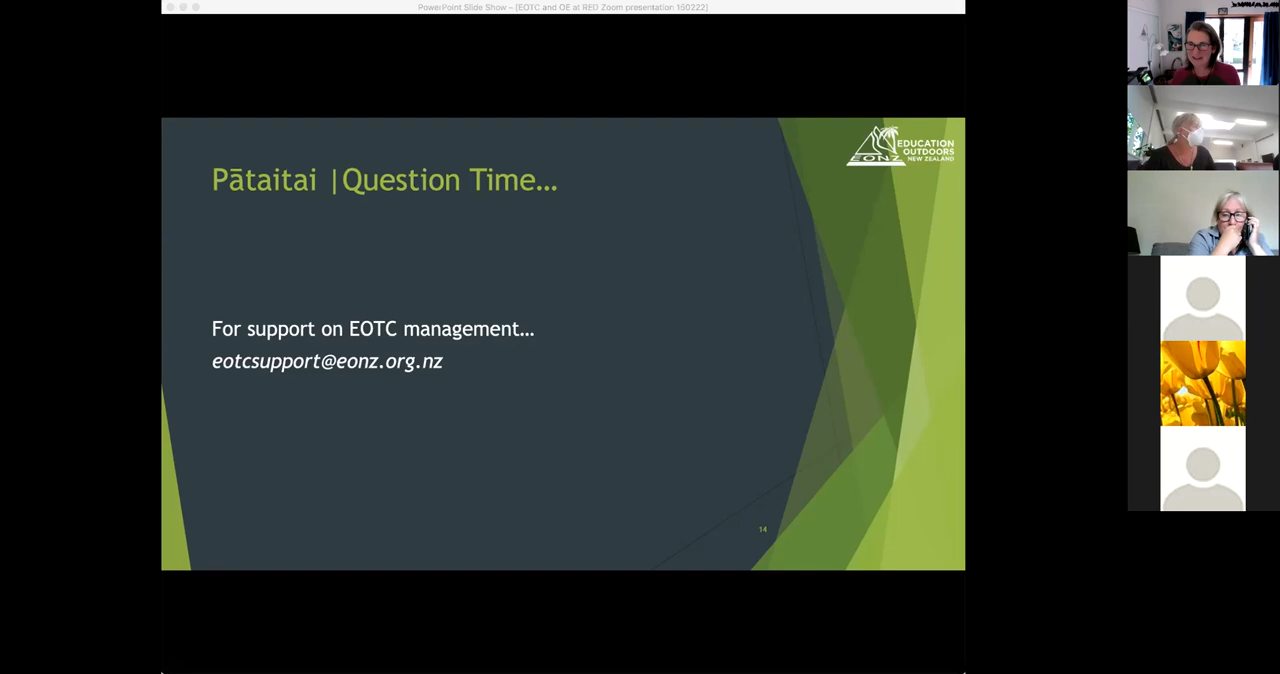 PowerPoint Slide Show – [EOTC and OE at RED Zoom presentation 160222]
Pātaitai |Question Time...
EDUCATION
OUTDOORS
NEW ZEALAND
EONZ
For support on EOTC management...
eotcsupport@eonz.org.nz
14